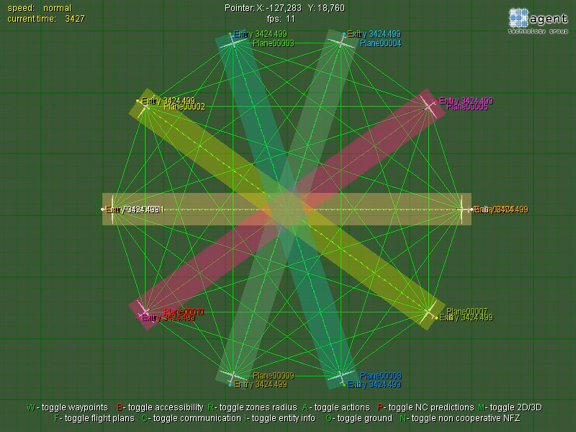 speed: normal
Pointer: X:-127,283 Y: 18,760
current time: 3427
fps: 11
agent
technology group
Entry 3424.499
Plane00003
Entry 3424.499
Plane00004
Entry 3424.499
Plane00002
Entry 3424.499
Entry 3424.499
Plane00010
Entry 3424.499
Plane00007
Entry 3424.499
Plane00009
Entry 3424.499
Plane00008
Entry 3424.499
W - toggle waypoints B - toggle accessibility R - toggle zones radius A - toggle actions P - toggle NC predictions M - toggle 2D/3D
F - toggle flight plans C - toggle communication I - toggle entity info O - toggle ground N - toggle non cooperative NFZ